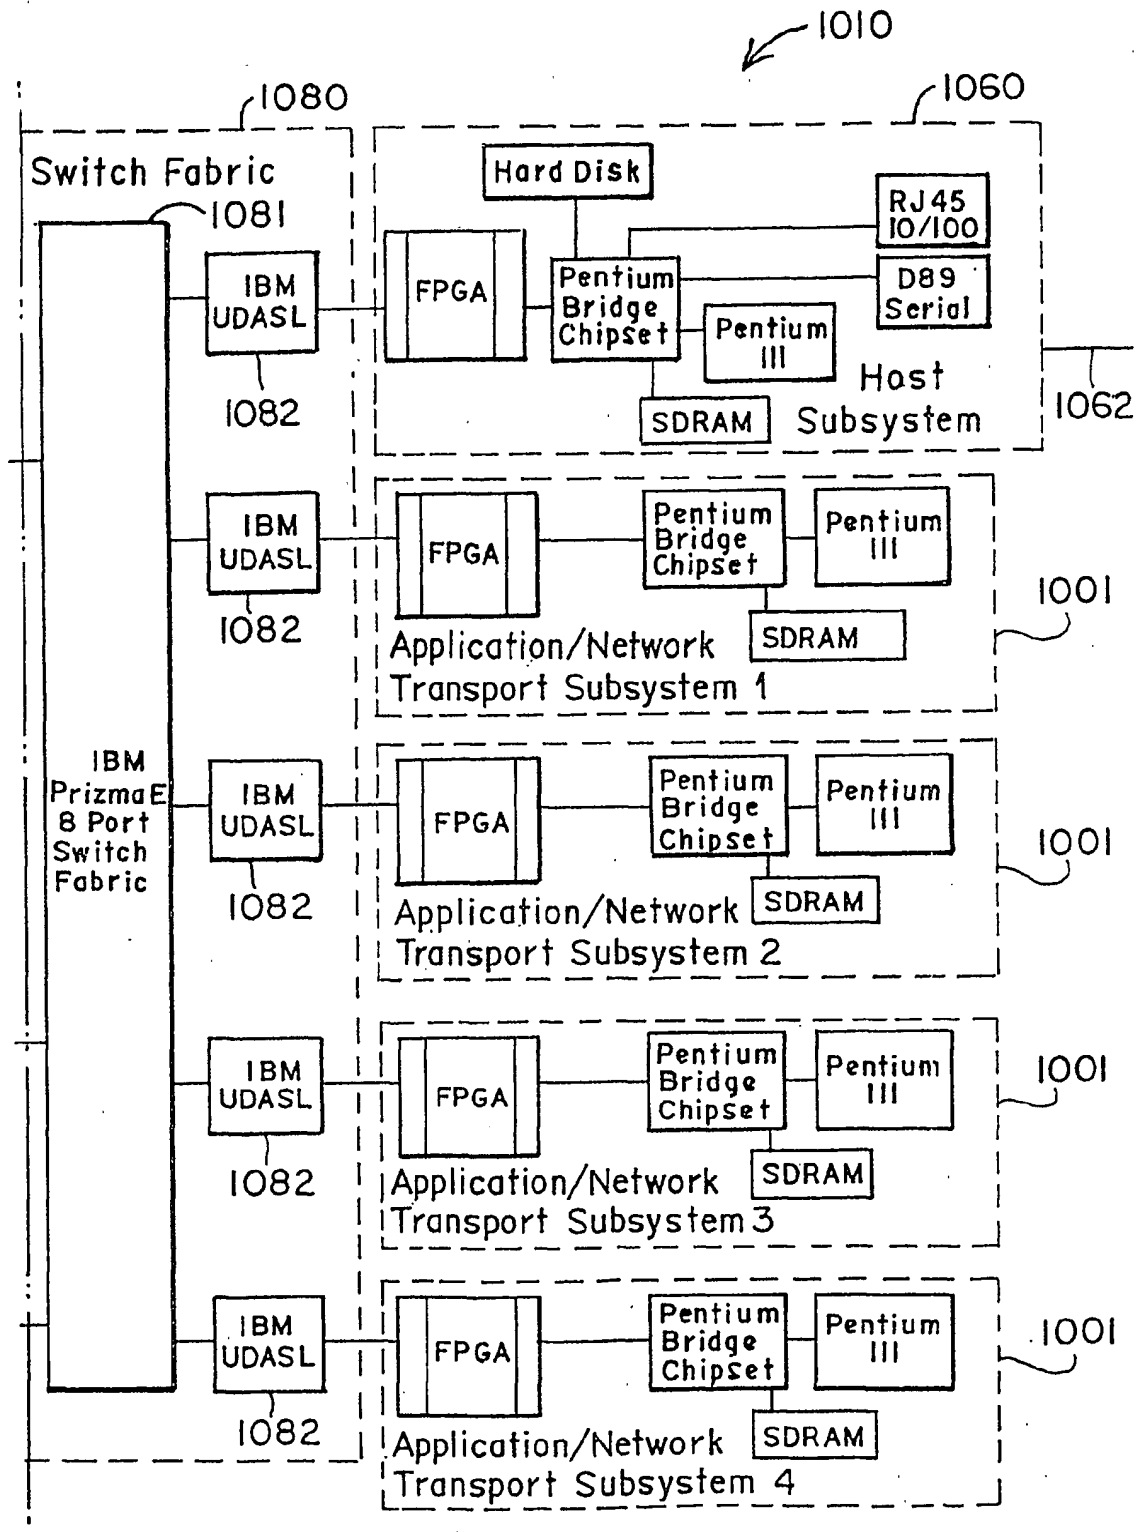 1010
1080
1060
Switch Fabric
1081
Hard Disk
RJ45
10/100
IBM
UDASL
FPGA
Pentium
Bridge
Chipset
D89
Serial
Pentium
III
1082
SDRAM
Host
Subsystem
1062
IBM
UDASL
FPGA
Pentium
Bridge
Chipset
Pentium
III
1082
SDRAM
1001
Application/Network
Transport Subsystem 1
IBM
PrizmaE
8 Port
Switch
Fabric
IBM
UDASL
FPGA
Pentium
Bridge
Chipset
Pentium
III
1082
SDRAM
1001
Application/Network
Transport Subsystem 2
IBM
UDASL
FPGA
Pentium
Bridge
Chipset
Pentium
III
1082
SDRAM
1001
Application/Network
Transport Subsystem 3
IBM
UDASL
FPGA
Pentium
Bridge
Chipset
Pentium
III
1082
SDRAM
1001
Application/Network
Transport Subsystem 4